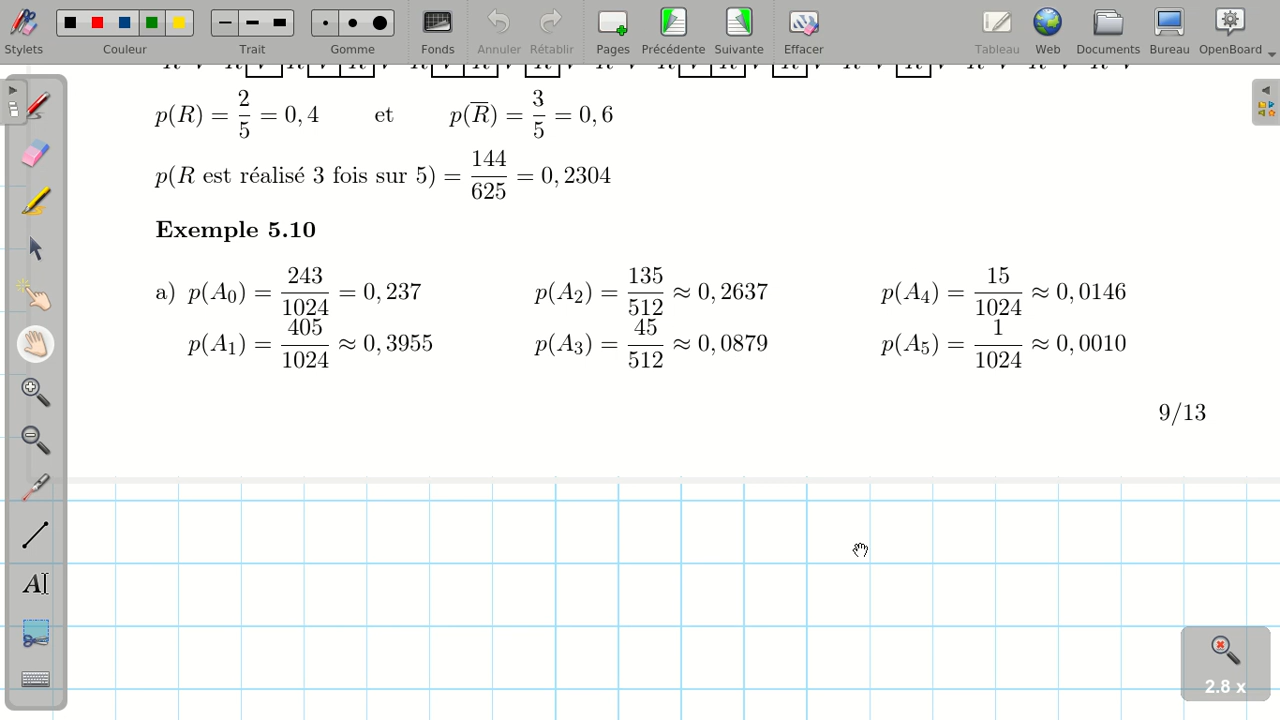 Stylets Couleur Trait Gomme Fonds Annuler Rétablir Pages Précédente Suivante Effacer Tableau Web Documents Bureau OpenBoard
p(R) = 2/5 = 0,4 et p(R̅) = 3/5 = 0,6
p(R est réalisé 3 fois sur 5) = 144/625 = 0,2304
Exemple 5.10
a) p(A₀) = 243/1024 = 0,237 p(A₂) = 135/512 ≈ 0,2637 p(A₄) = 15/1024 ≈ 0,0146
p(A₁) = 405/1024 ≈ 0,3955 p(A₃) = 45/512 ≈ 0,0879 p(A₅) = 1/1024 ≈ 0,0010
9/13
A
2.8 x